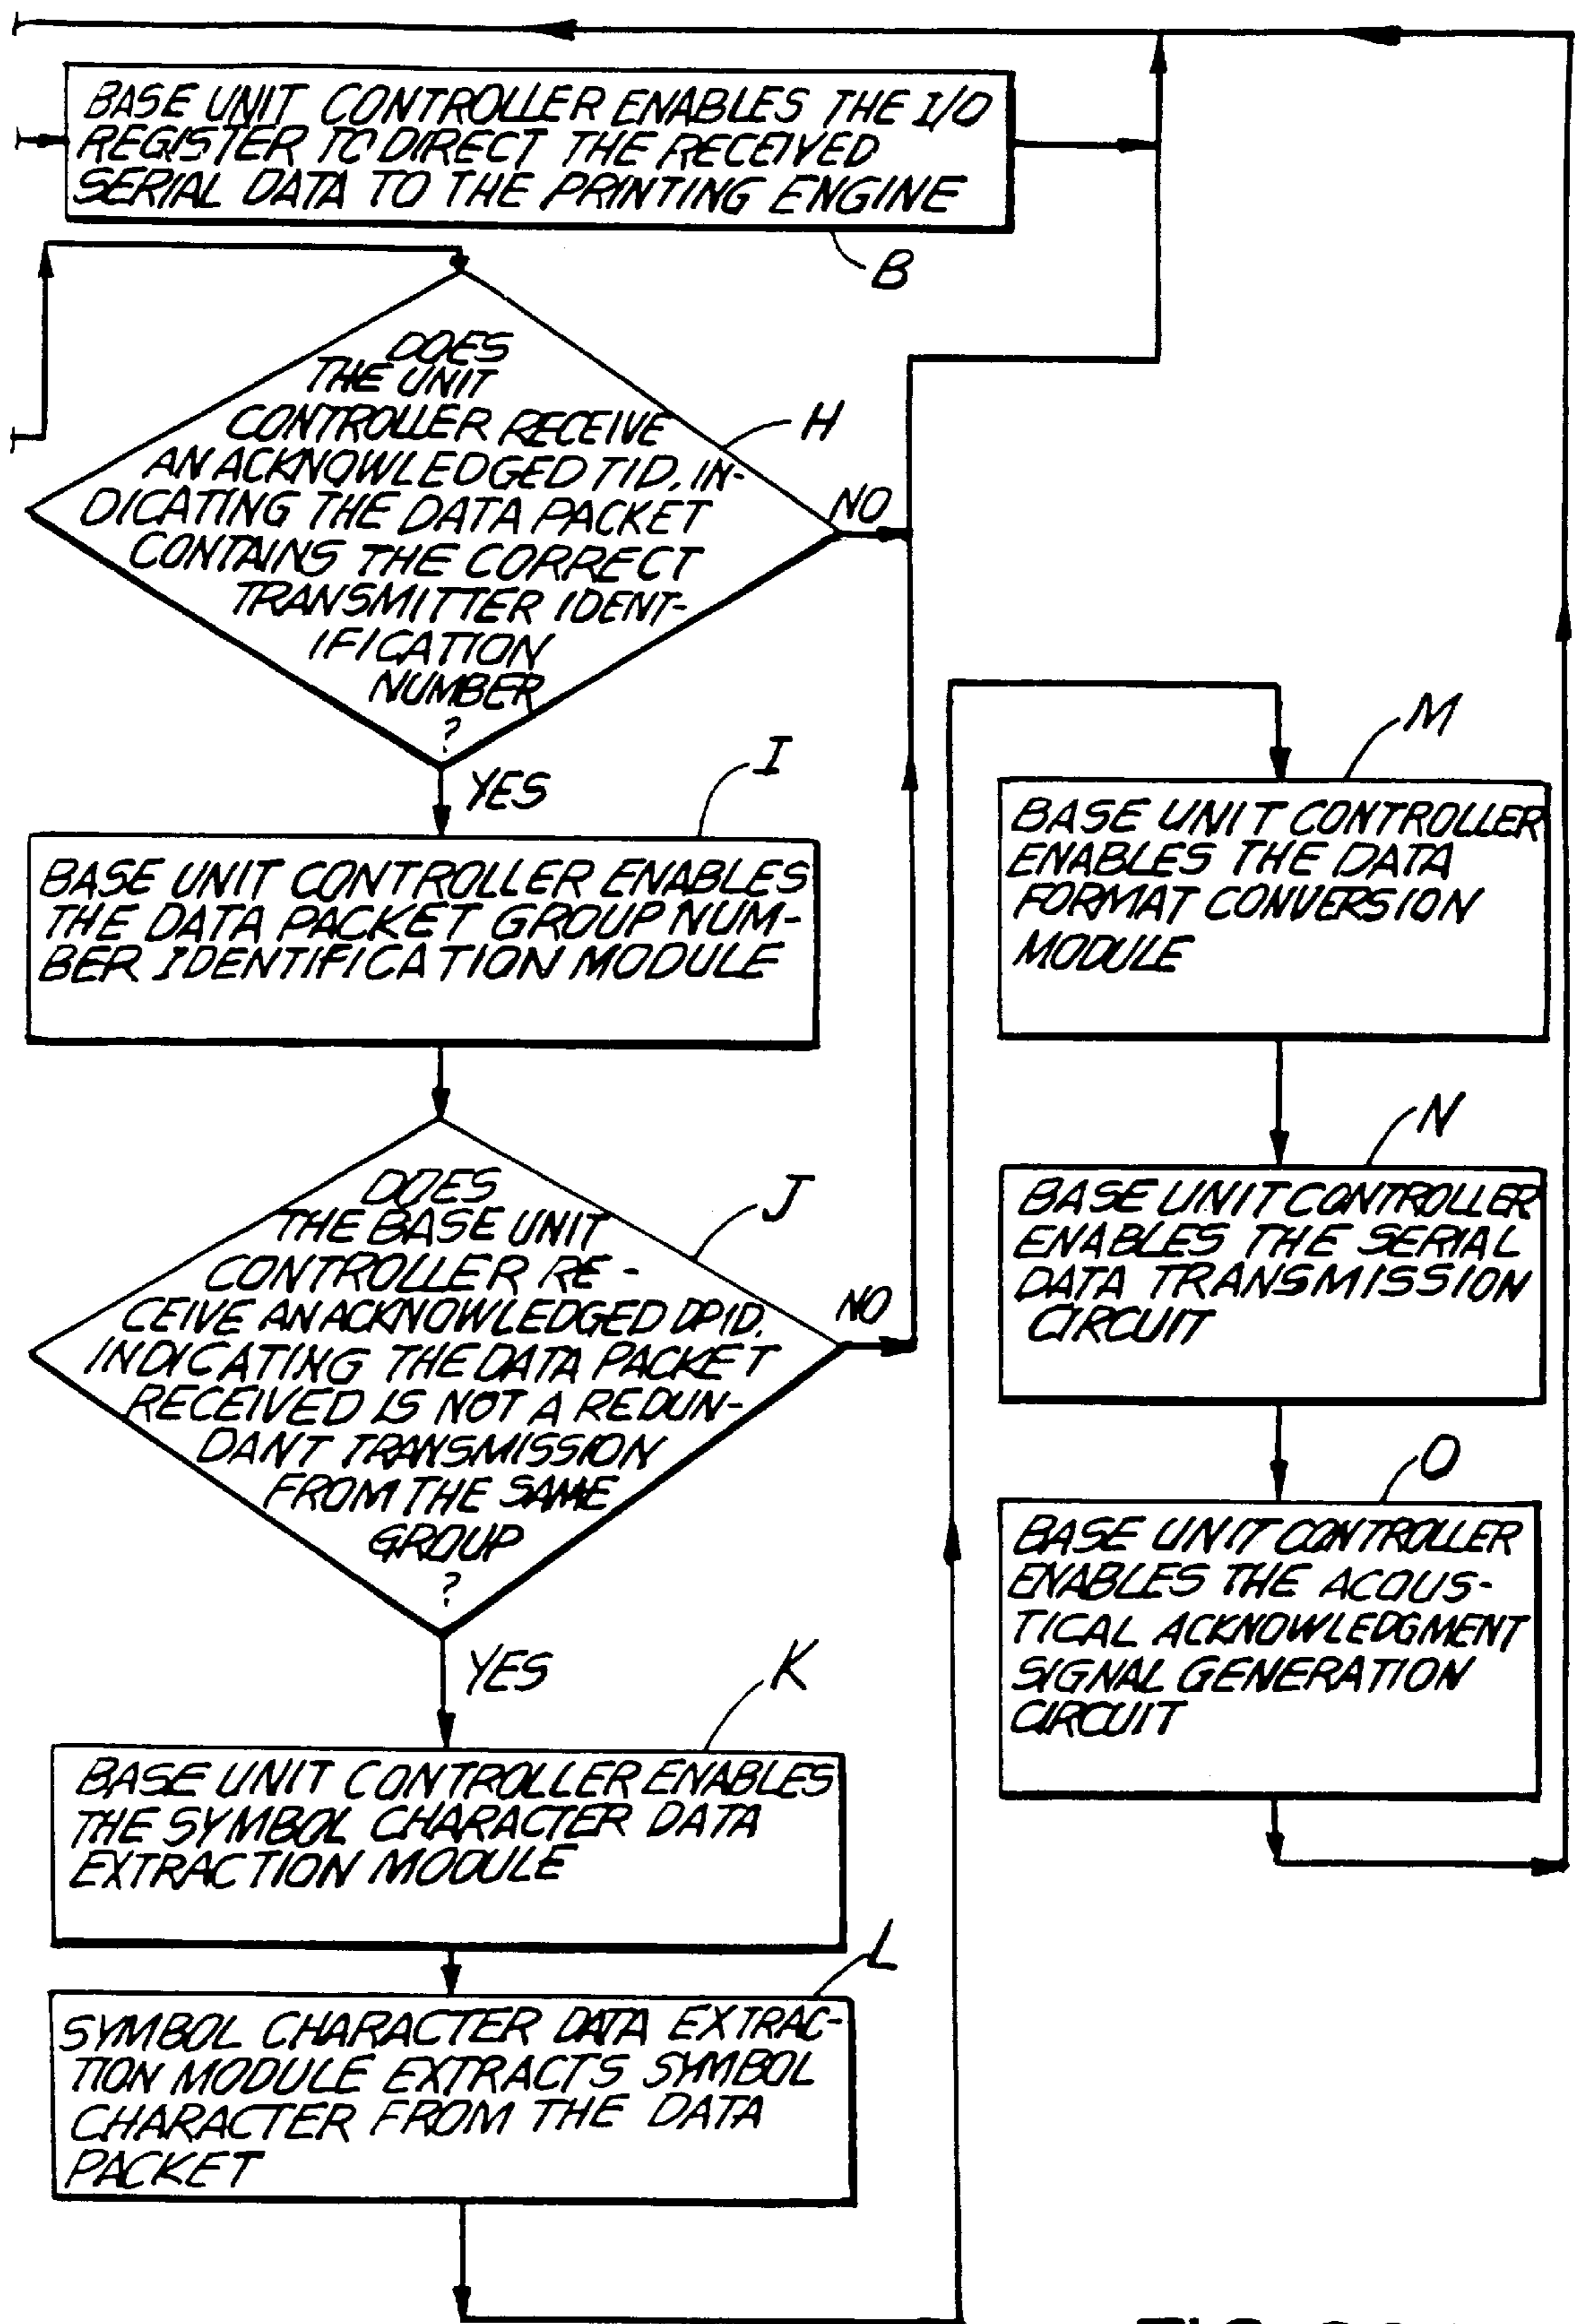 BASE UNIT CONTROLLER ENABLES THE I/O
REGISTER TO DIRECT THE RECEIVED
SERIAL DATA TO THE PRINTING ENGINE
B
DOES
THE UNIT
CONTROLLER RECEIVE
AN ACKNOWLEDGED TID, IN-
DICATING THE DATA PACKET
CONTAINS THE CORRECT
TRANSMITTER IDENT-
IFICATION
NUMBER
?
H
NO
YES
I
BASE UNIT CONTROLLER ENABLES
THE DATA PACKET GROUP NUM-
BER IDENTIFICATION MODULE
DOES
THE BASE UNIT
CONTROLLER RE-
CEIVE AN ACKNOWLEDGED DPID,
INDICATING THE DATA PACKET
RECEIVED IS NOT A REDUN-
DANT TRANSMISSION
FROM THE SAME
GROUP
?
J
NO
YES
K
BASE UNIT CONTROLLER ENABLES
THE SYMBOL CHARACTER DATA
EXTRACTION MODULE
L
SYMBOL CHARACTER DATA EXTRAC-
TION MODULE EXTRACTS SYMBOL
CHARACTER FROM THE DATA
PACKET
M
BASE UNIT CONTROLLER
ENABLES THE DATA
FORMAT CONVERSION
MODULE
N
BASE UNIT CONTROLLER
ENABLES THE SERIAL
DATA TRANSMISSION
CIRCUIT
O
BASE UNIT CONTROLLER
ENABLES THE ACOUS-
TICAL ACKNOWLEDGMENT
SIGNAL GENERATION
CIRCUIT